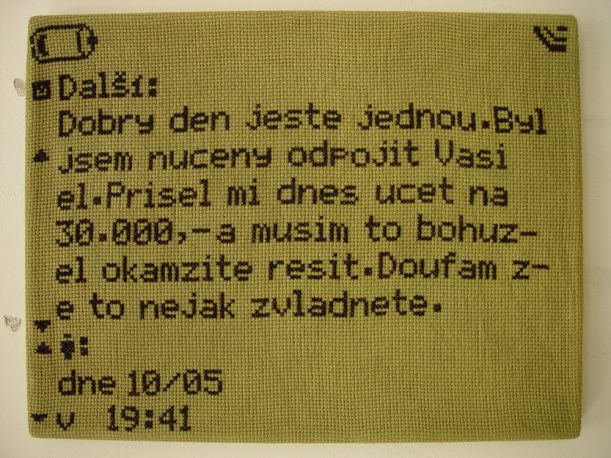 Další:
Dobry den jeste jednou.Byl
jsem nuceny odpojit Vasi
el.Prisel mi dnes ucet na
30.000,-a musim to bohuz-
el okamzite resit.Doufam z-
e to nejak zvladnete.
:
dne 10/05
v 19:41